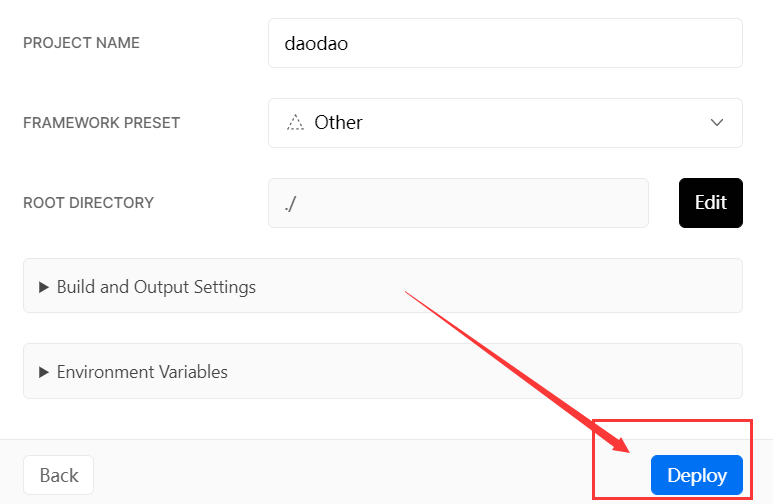 PROJECT NAME
daodao
FRAMEWORK PRESET
Other
ROOT DIRECTORY
./
Edit
Build and Output Settings
Environment Variables
Back
Deploy